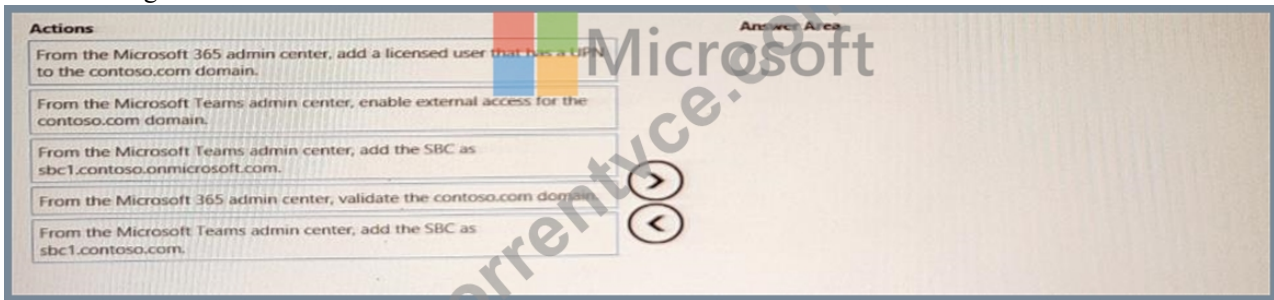 Actions
Answer Area
From the Microsoft 365 admin center, add a licensed user that has a UPN
to the contoso.com domain.
Microsoft
From the Microsoft Teams admin center, enable external access for the
contoso.com domain.
From the Microsoft Teams admin center, add the SBC as
sbc1.contoso.onmicrosoft.com.
From the Microsoft 365 admin center, validate the contoso.com domain.
From the Microsoft Teams admin center, add the SBC as
sbc1.contoso.com.